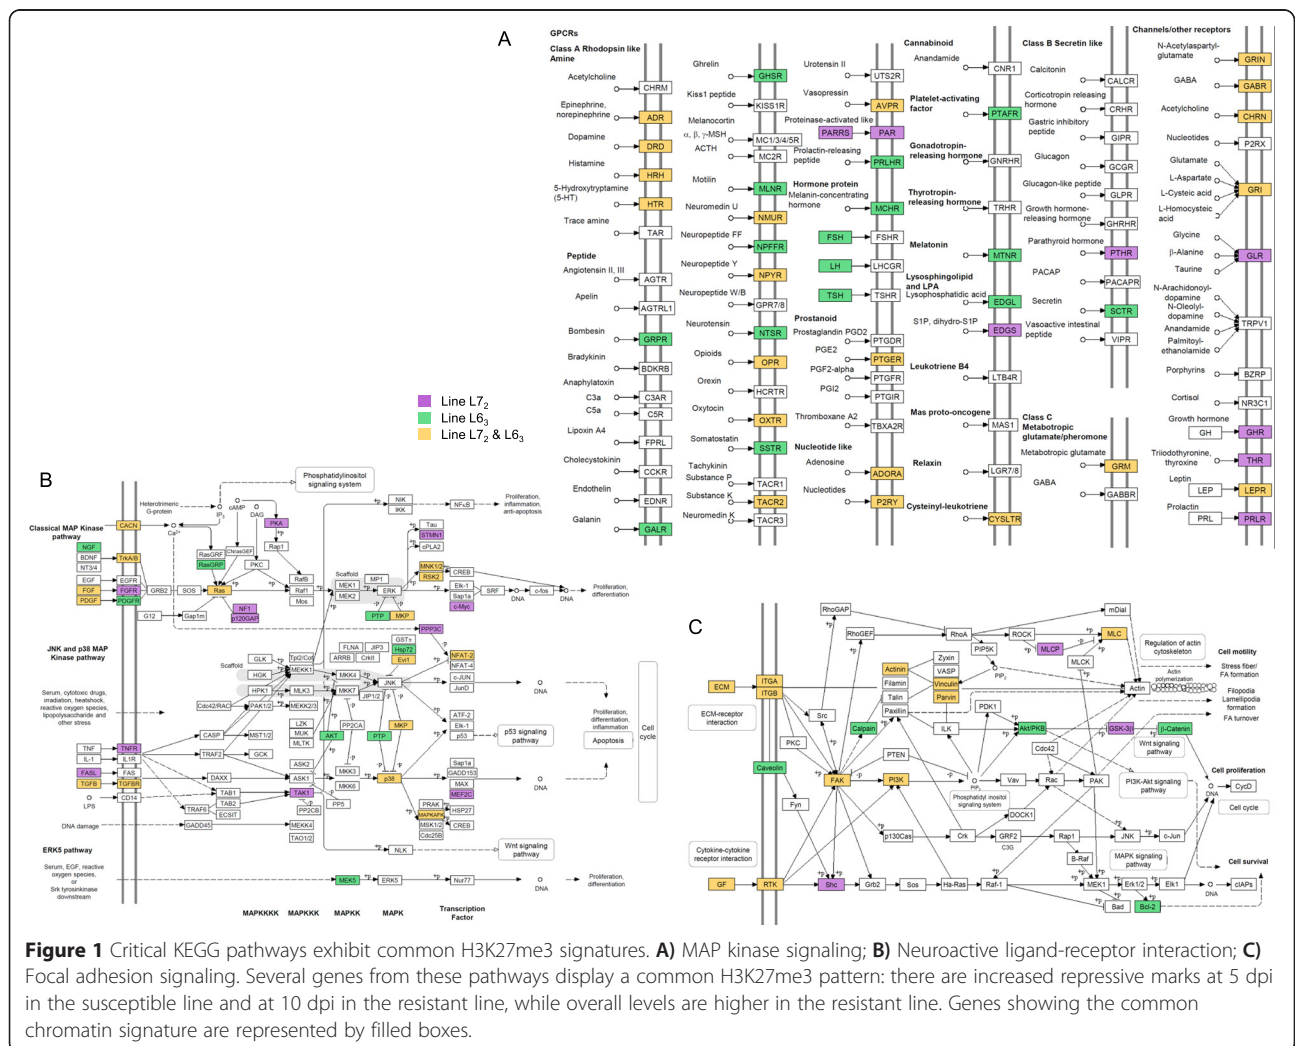 A
GPCRs
Class A Rhodopsin like
Amine
Acetylcholine
CHRM
Epinephrine,
norepinephrine
ADR
Dopamine
DRD
Histamine
HRH
5-Hydroxytryptamine
(5-HT)
HTR
Trace amine
TAR
Peptide
Angiotensin II, III
AGTR
Apelin
AGTRL1
Bombesin
GRPR
Bradykinin
BDKRB
Anaphylatoxin
C3a
C3AR
C5a
C5R
Lipoxin A4
FPRL
Cholecystokinin
CCKR
Endothelin
EDNR
Galanin
GALR
Ghrelin
GHSR
Kiss1 peptide
KISS1R
Melanocortin
α, β, γ-MSH
MC1/3/4/5R
ACTH
MC2R
Motilin
MLNR
Neuromedin U
NMUR
Neuropeptide FF
NPFFR
Neuropeptide Y
NPYR
Neuropeptide W/B
GPR7/8
Neurotensin
NTSR
Opioids
OPR
Orexin
HCRTR
Oxytocin
OXTR
Somatostatin
SSTR
Tachykinin
Substance P
TACR1
Substance K
TACR2
Neuromedin K
TACR3
Urotensin II
UTS2R
Vasopressin
AVPR
Proteinase-activated like
PARRS
PAR
Prolactin-releasing
peptide
PRLHR
Hormone protein
Melanin-concentrating
hormone
MCHR
FSH
FSHR
LH
LHCGR
TSH
TSHR
Prostanoid
Prostaglandin PGD2
PTGDR
PGE2
PTGER
PGF2-alpha
PTGFR
PGI2
PTGIR
Thromboxane A2
TBXA2R
Nucleotide like
Adenosine
ADORA
Nucleotides
P2RY
Cannabinoid
Anandamide
CNR1
Platelet-activating
factor
PTAFR
Gonadotropin-
releasing hormone
GNRHR
Thyrotropin-
releasing hormone
TRHR
Melatonin
MTNR
Lysosphingolipid
and LPA
Lysophosphatidic acid
EDGL
S1P, dihydro-S1P
EDGS
Leukotriene B4
LTB4R
Mas proto-oncogene
MAS1
Relaxin
LGR7/8
Cysteinyl-leukotriene
CYSLTR
Class B Secretin like
Calcitonin
CALCR
Corticotropin releasing
hormone
CRHR
Gastric inhibitory
peptide
GIPR
Glucagon
GCGR
Glucagon-like peptide
GLPR
Growth hormone-
releasing hormone
GHRHR
Parathyroid hormone
PTHR
PACAP
PACAPR
Secretin
SCTR
Vasoactive intestinal
peptide
VIPR
Class C
Metabotropic
glutamate/pheromone
Metabotropic glutamate
GRM
GABA
GABBR
Channels/other receptors
N-Acetylaspartyl-
glutamate
GRIN
GABA
GABR
Acetylcholine
CHRN
Nucleotides
P2RX
Glutamate
L-Aspartate
GRI
L-Cysteic acid
L-Homocysteic
acid
Glycine
β-Alanine
GLR
Taurine
N-Arachidonoyl-
dopamine
N-Oleolyl-
dopamine
TRPV1
Anandamide
Palmitoyl-
ethanolamide
Porphyrins
BZRP
Cortisol
NR3C1
Growth hormone
GH
GHR
Triiodothyronine,
thyroxine
THR
Leptin
LEP
LEPR
Prolactin
PRL
PRLR
Line L7₂
Line L6₃
Line L7₂ & L6₃
B
Phosphatidylinositol
signaling system
Heterotrimeric
G-protein
IP₃
cAMP
DAG
Ca²⁺
PKA
Rap1
NIK
IKK
NFκB
Proliferation,
inflammation,
anti-apoptosis
Classical MAP Kinase
pathway
CACN
NGF
BDNF
NT3/4
TrkA/B
EGF
EGFR
FGF
FGFR
PDGF
PDGFR
GRB2
SOS
Ras
RasGRF
RasGRP
CNrasGEF
PKC
RafB
Raf1
Mos
G12
Gap1m
NF1
p120GAP
Scaffold
MEK1
MEK2
MP1
ERK
PTP
MKP
Tau
STMN1
cPLA2
MNK1/2
RSK2
CREB
Elk-1
Sap1a
c-Myc
SRF
DNA
c-fos
DNA
Proliferation,
differentiation
PPP3C
JNK and p38 MAP
Kinase pathway
Scaffold
GLK
HGK
HPK1
Tpl2/Cot
MEKK1
MLK3
MEKK2/3
FLNA
JIP3
ARRB
CrkII
GSTπ
Hsp72
Evi1
MKK4
MKK7
JNK
JIP1/2
NFAT-2
NFAT-4
c-JUN
JunD
DNA
ATF-2
Elk-1
p53
p53 signaling
pathway
Proliferation,
differentiation,
inflammation
Apoptosis
Cell
cycle
Serum, cytotoxic drugs,
irradiation, heatshock,
reactive oxygen species,
lipopolysaccharide and
other stress
Cdc42/RAC
PAK1/2
LZK
MUK
MLTK
PP2CA
AKT
PTP
MKP
CASP
MST1/2
TNF
TNFR
IL-1
IL1R
TRAF2
GCK
FASL
FAS
TGFB
TGFBR
DAXX
ASK2
ASK1
MKK3
MKK6
p38
LPS
CD14
TAB1
TAB2
TRAF6
ECSIT
TAK1
PP2CB
PP5
DNA damage
GADD45
MEKK4
TAO1/2
Sap1a
GADD153
MAX
MEF2C
DNA
PRAK
MAPKAPK
MSK1/2
Cdc25B
HSP27
CREB
NLK
Wnt signaling
pathway
ERK5 pathway
Serum, EGF, reactive
oxygen species,
or
Srk tyrosinkinase
downstream
MEK5
ERK5
Nur77
DNA
Proliferation,
differentiation
MAPKKKK
MAPKKK
MAPKK
MAPK
Transcription
Factor
C
RhoGAP
RhoGEF
RhoA
ROCK
mDial
MLCP
MLC
MLCK
PIP5K
PIP₂
Regulation of actin
cytoskeleton
Actin
polymerization
Actin
Cell motility
Stress fiber/
FA formation
Filopodia
Lamellipodia
formation
FA turnover
ECM
ITGA
ITGB
ECM-receptor
interaction
Src
Actinin
Filamin
Talin
Paxillin
Zyxin
VASP
Vinculin
Parvin
Calpain
ILK
PDK1
Akt/PKB
GSK-3β
β-Catenin
Wnt signaling
pathway
PKC
Caveolin
PTEN
Cdc42
FAK
PI3K
PIP₃
Vav
Rac
PAK
PI3K-Akt signaling
pathway
Phosphatidyl inositol
signaling system
Cell proliferation
DNA
CycD
Cell cycle
Fyn
DOCK1
p130Cas
Crk
GRF2
C3G
Rap1
JNK
c-Jun
B-Raf
MAPK signaling
pathway
Cytokine-cytokine
receptor interaction
GF
RTK
Shc
Grb2
Sos
Ha-Ras
Raf-1
MEK1
Erk1/2
Elk1
DNA
cIAPs
Cell survival
Bad
Bcl-2
Figure 1 Critical KEGG pathways exhibit common H3K27me3 signatures. A) MAP kinase signaling; B) Neuroactive ligand-receptor interaction; C)
Focal adhesion signaling. Several genes from these pathways display a common H3K27me3 pattern: there are increased repressive marks at 5 dpi
in the susceptible line and at 10 dpi in the resistant line, while overall levels are higher in the resistant line. Genes showing the common
chromatin signature are represented by filled boxes.